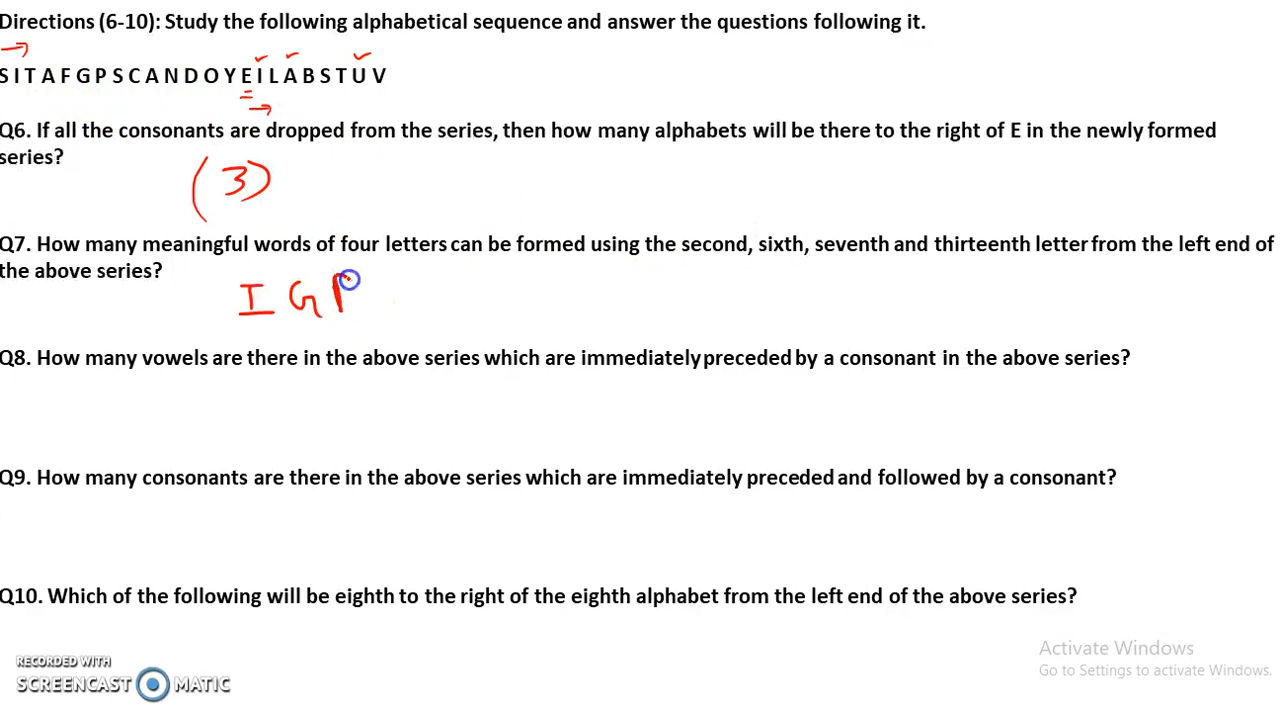 Directions (6-10): Study the following alphabetical sequence and answer the questions following it.
S I T A F G P S C A N D O Y E I L A B S T U V
Q6. If all the consonants are dropped from the series, then how many alphabets will be there to the right of E in the newly formed
series?
(3)
Q7. How many meaningful words of four letters can be formed using the second, sixth, seventh and thirteenth letter from the left end of
the above series?
I G P
Q8. How many vowels are there in the above series which are immediately preceded by a consonant in the above series?
Q9. How many consonants are there in the above series which are immediately preceded and followed by a consonant?
Q10. Which of the following will be eighth to the right of the eighth alphabet from the left end of the above series?
Activate Windows
Go to Settings to activate Windows.
RECORDED WITH
SCREENCAST MATIC